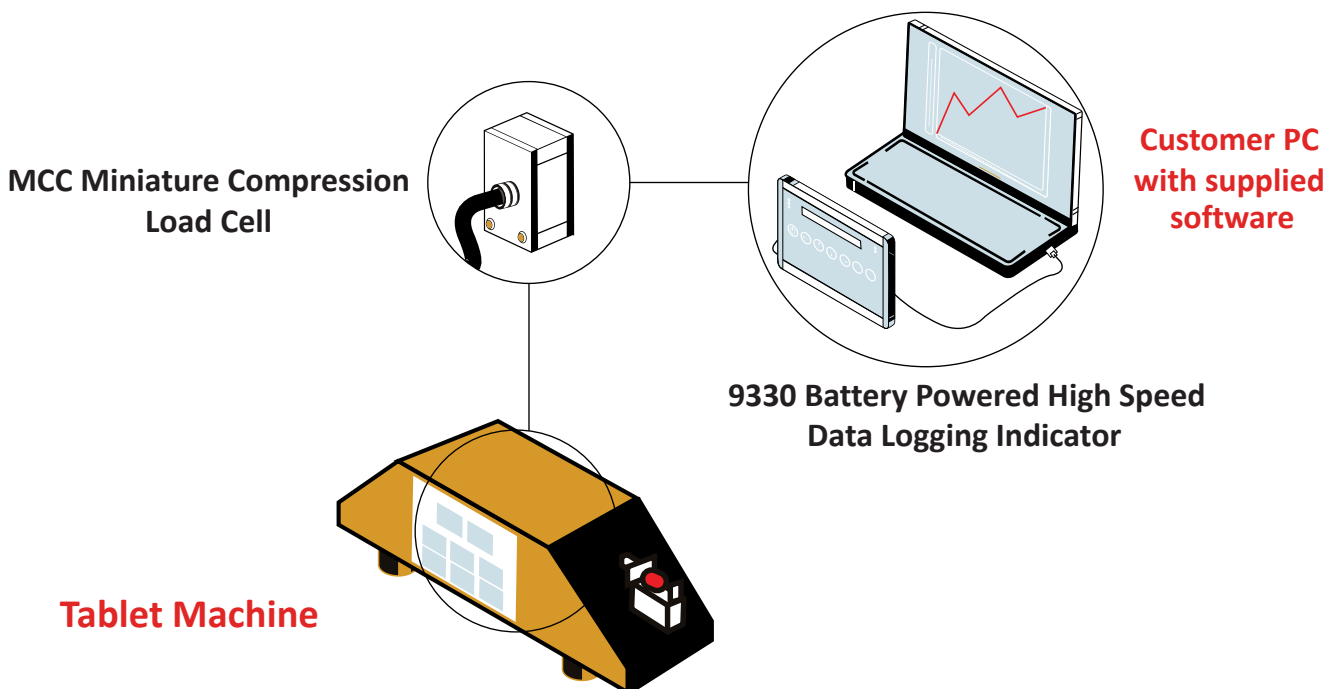 MCC Miniature Compression
Load Cell
Customer PC
with supplied
software
9330 Battery Powered High Speed
Data Logging Indicator
Tablet Machine